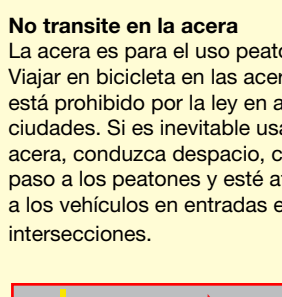 No transite en la acera
La acera es para el uso
Viajar en bicicleta en las
está prohibido por la ley en
ciudades. Si es inevitable
acera, conduzca despacio,
paso a los peatones y esté
a los vehículos en entradas
intersecciones.